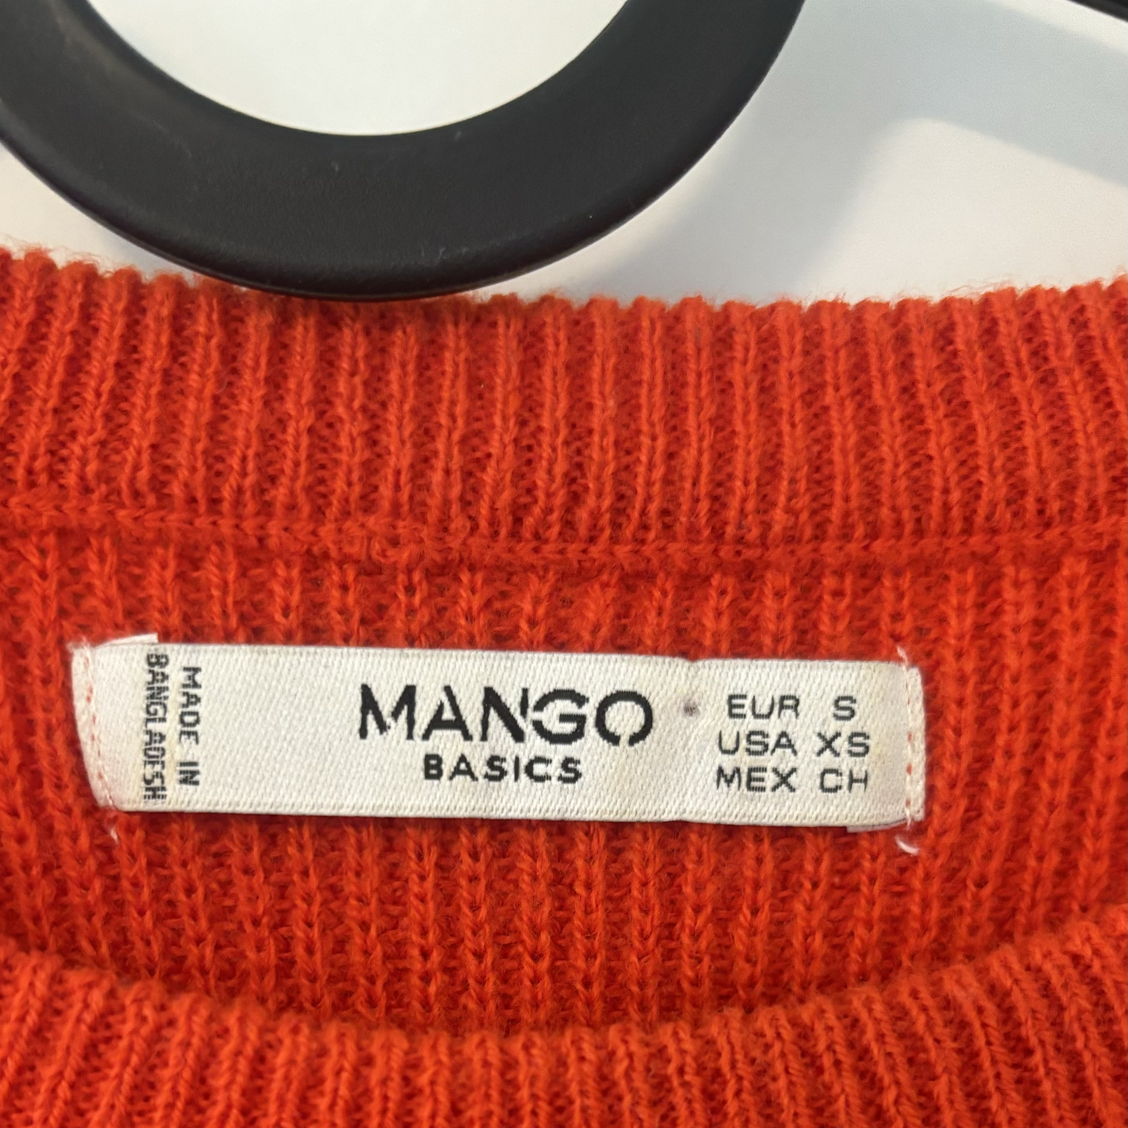 MADE IN
BANGLADESH
MANGO
BASICS
EUR S
USA XS
MEX CH